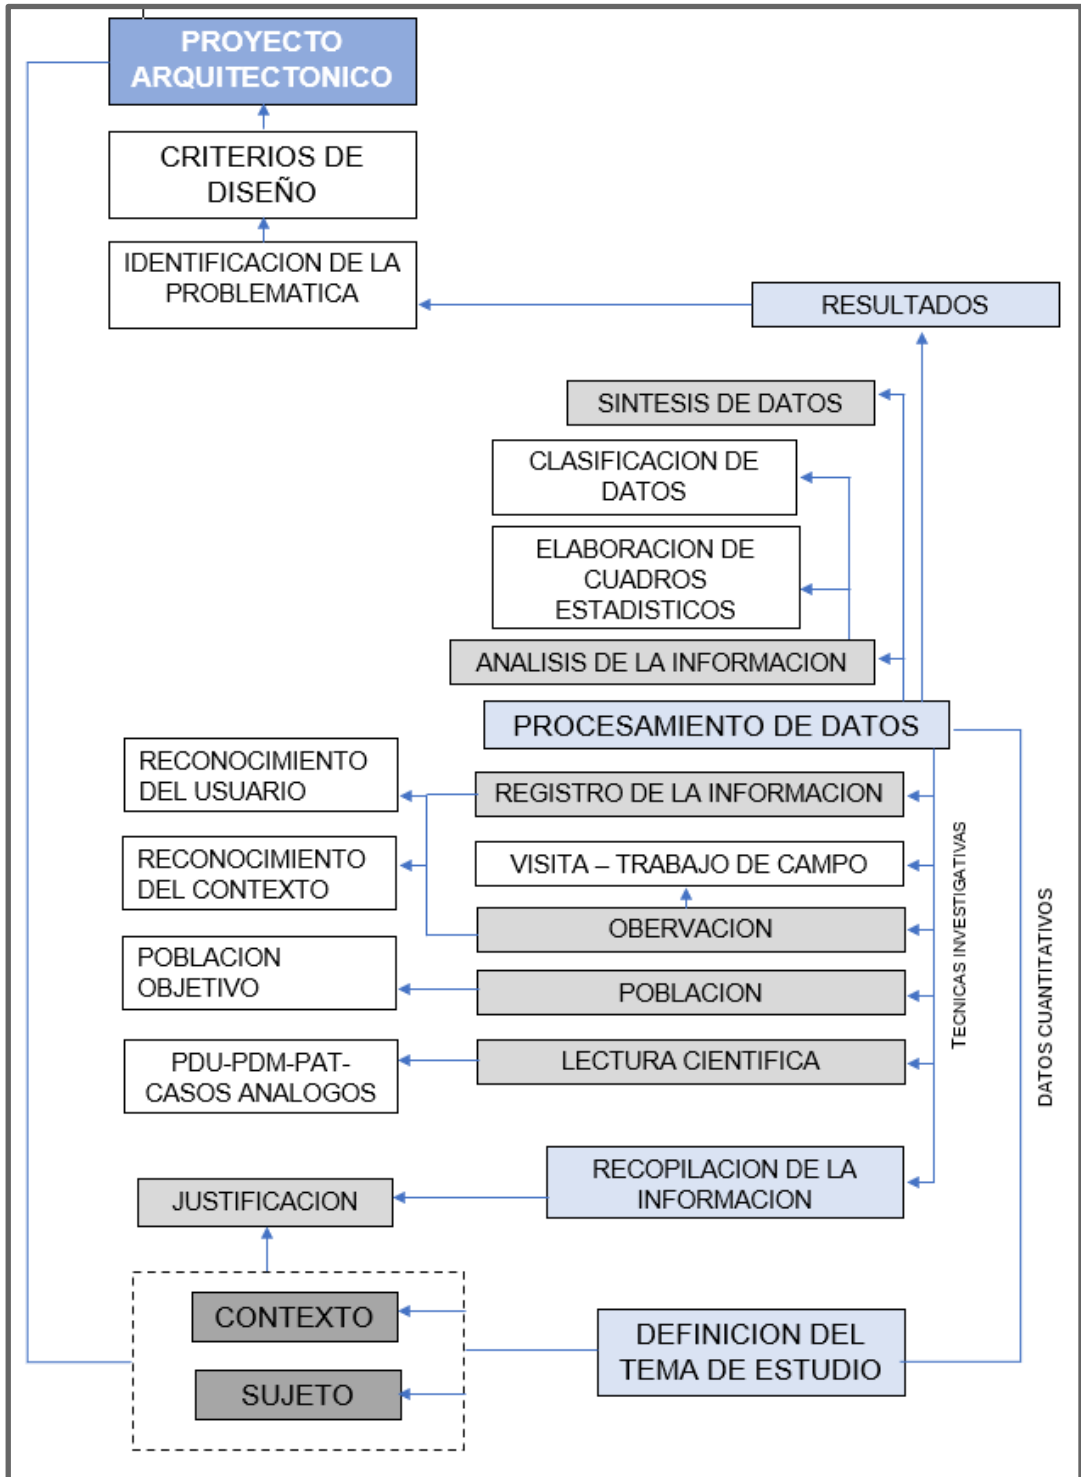 PROYECTO
ARQUITECTONICO
CRITERIOS DE
DISEÑO
IDENTIFICACION DE LA
PROBLEMATICA
RESULTADOS
SINTESIS DE DATOS
CLASIFICACION DE
DATOS
ELABORACION DE
CUADROS
ESTADISTICOS
ANALISIS DE LA INFORMACION
PROCESAMIENTO DE DATOS
RECONOCIMIENTO
DEL USUARIO
REGISTRO DE LA INFORMACION
RECONOCIMIENTO
DEL CONTEXTO
VISITA – TRABAJO DE CAMPO
OBERVACION
POBLACION
OBJETIVO
POBLACION
PDU-PDM-PAT-
CASOS ANALOGOS
LECTURA CIENTIFICA
TECNICAS INVESTIGATIVAS
DATOS CUANTITATIVOS
RECOPILACION DE LA
INFORMACION
JUSTIFICACION
CONTEXTO
SUJETO
DEFINICION DEL
TEMA DE ESTUDIO